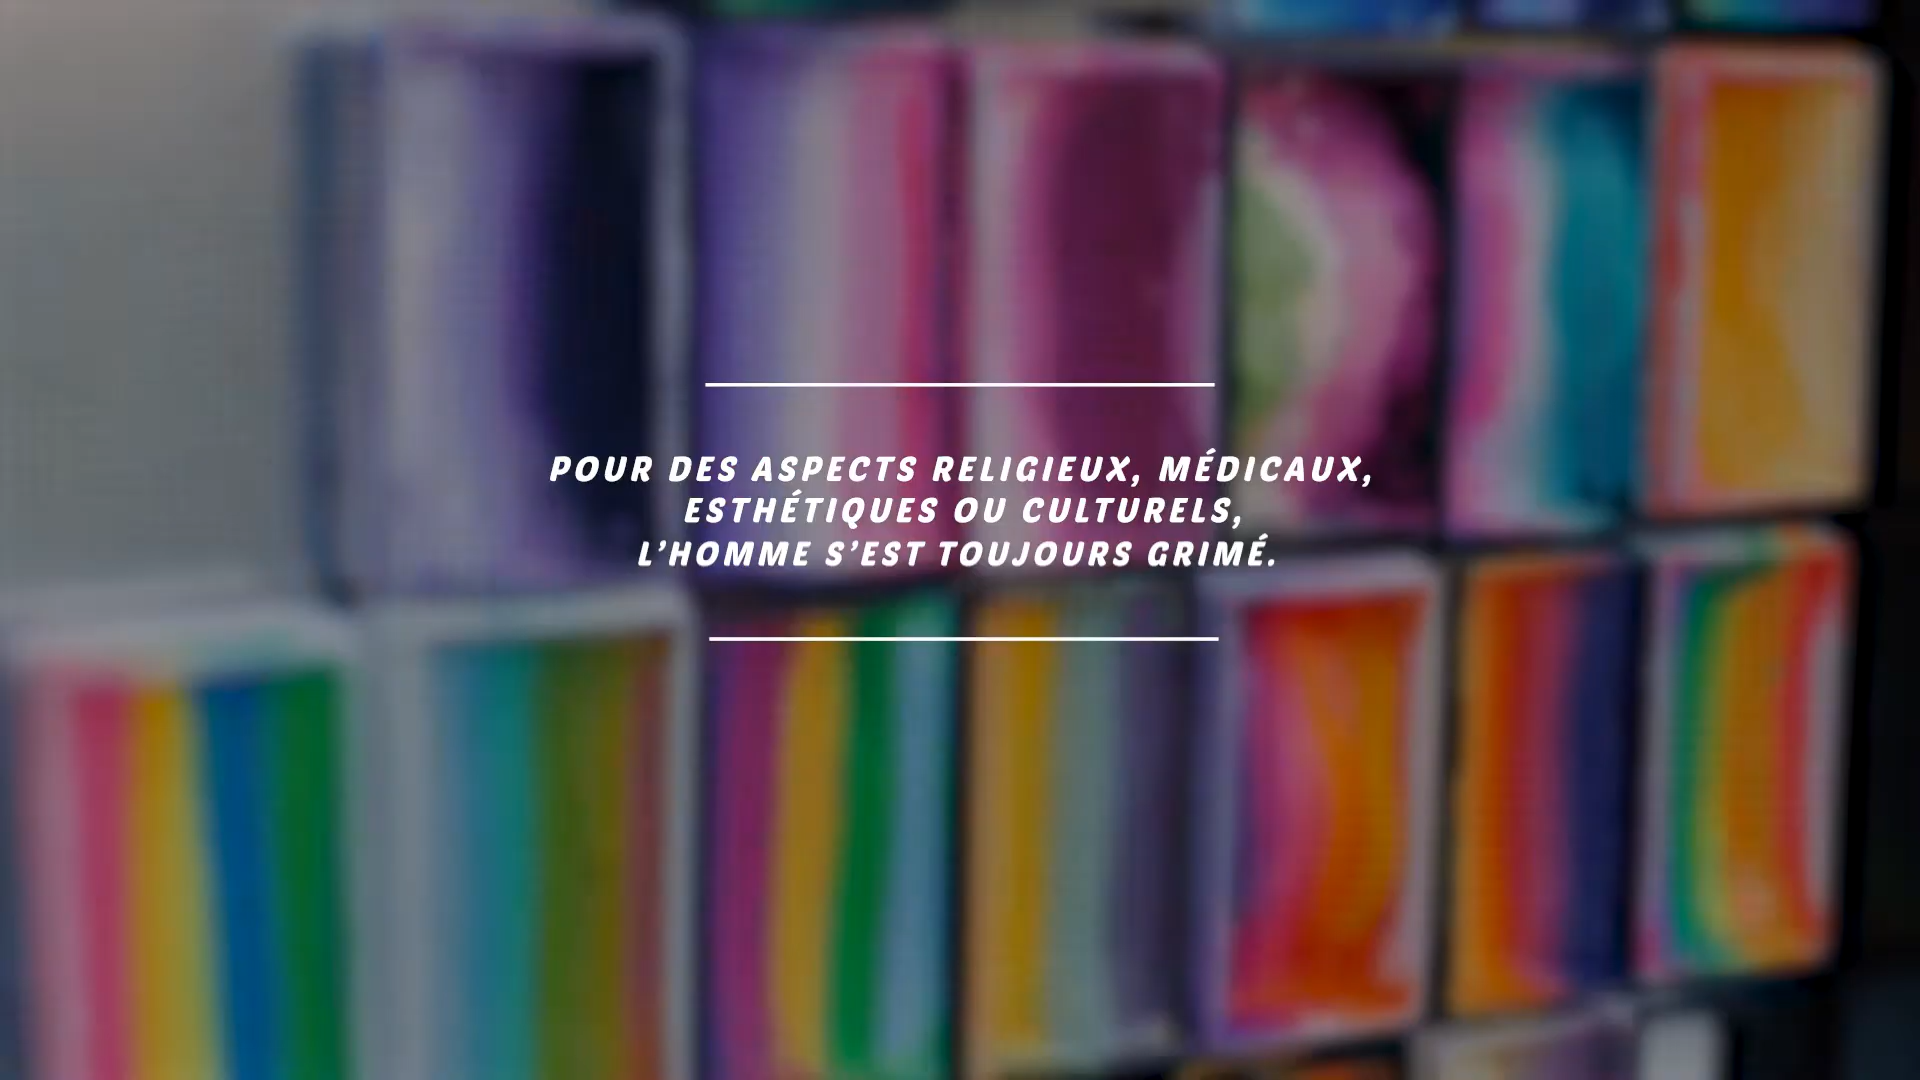 POUR DES ASPECTS RELIGIEUX, MÉDICAUX,
ESTHÉTIQUES OU CULTURELS,
L’HOMME S’EST TOUJOURS GRIMÉ.